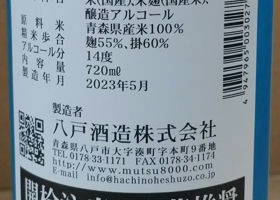 米(国産)、米麹(国産)、
醸造アルコール
原料米 青森県産米100%
精米歩合 麹55%、掛60%
アルコール分 14度
内容量 720ml
製造年月 2023年5月
製造者
八戸酒造株式会社
青森県八戸市大字湊町字本町9番地
TEL 0178-33-1171 FAX 0178-34-1174
http://www.mutsu8000.com
E-mail:info@hachinoheshuzo.co.jp
4 947965 003027